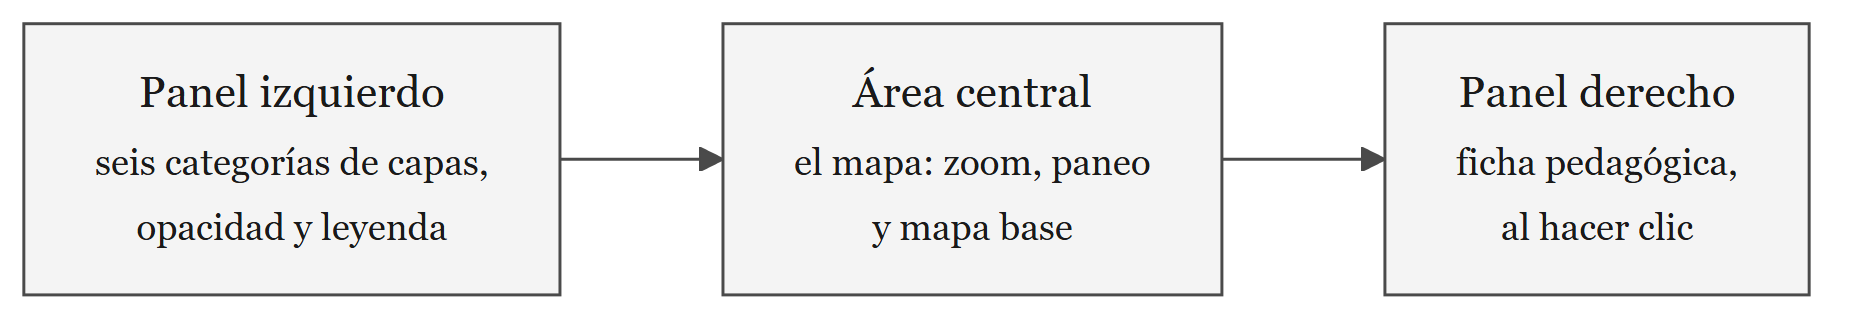 Panel izquierdo
seis categorías de capas,
opacidad y leyenda
Área central
el mapa: zoom, paneo
y mapa base
Panel derecho
ficha pedagógica,
al hacer clic